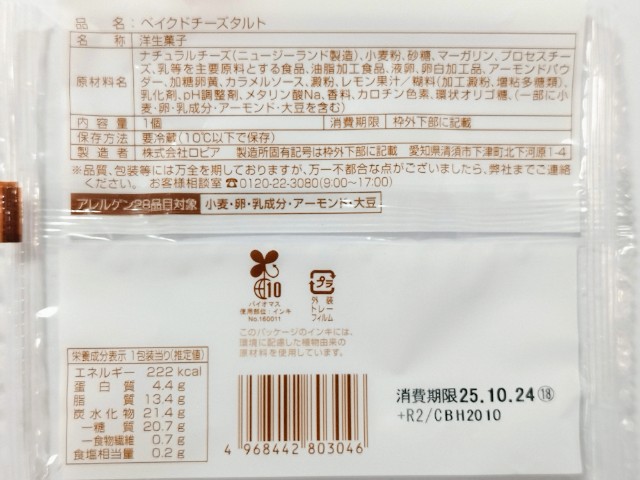 品名:ベイクドチーズタルト
名称 洋生菓子
原材料名 ナチュラルチーズ(ニュージーランド製造)、小麦粉、砂糖、マーガリン、プロセスチー
ズ、乳等を主要原料とする食品、油脂加工食品、液卵、卵白加工品、アーモンドパウ
ダー、加糖卵黄、カラメルソース、澱粉、レモン果汁／糊料(加工澱粉、増粘多糖類)、
乳化剤、pH調整剤、メタリン酸Na、香料、カロチン色素、環状オリゴ糖、(一部に小
麦・卵・乳成分・アーモンド・大豆を含む)
内容量 1個 消費期限 枠外下部に記載
保存方法 要冷蔵(10℃以下で保存)
製造者 株式会社ロピア 製造所固有記号は枠外下部に記載 愛知県清須市下津町北下河原1-4
※品質、包装等には万全を期しておりますが、万一不都合な点がございましたら、弊社までご連絡
ください。 お客様相談室☎0120-22-3080(9:00〜17:00)
アレルゲン28品目対象 小麦・卵・乳成分・アーモンド・大豆
10
バイオマス
使用部位:インキ
No.160011
プラ
外装
トレー
フィルム
このパッケージのインキには、
環境に配慮した植物由来の
原材料を使用しています。
栄養成分表示 1包装当り(推定値)
エネルギー 222 kcal
蛋白質 4.4g
脂質 13.4g
炭水化物 21.4g
―糖質 20.7g
―食物繊維 0.7g
食塩相当量 0.2g
4 968442 803046
消費期限25.10.24⑱
+R2/CBH2010